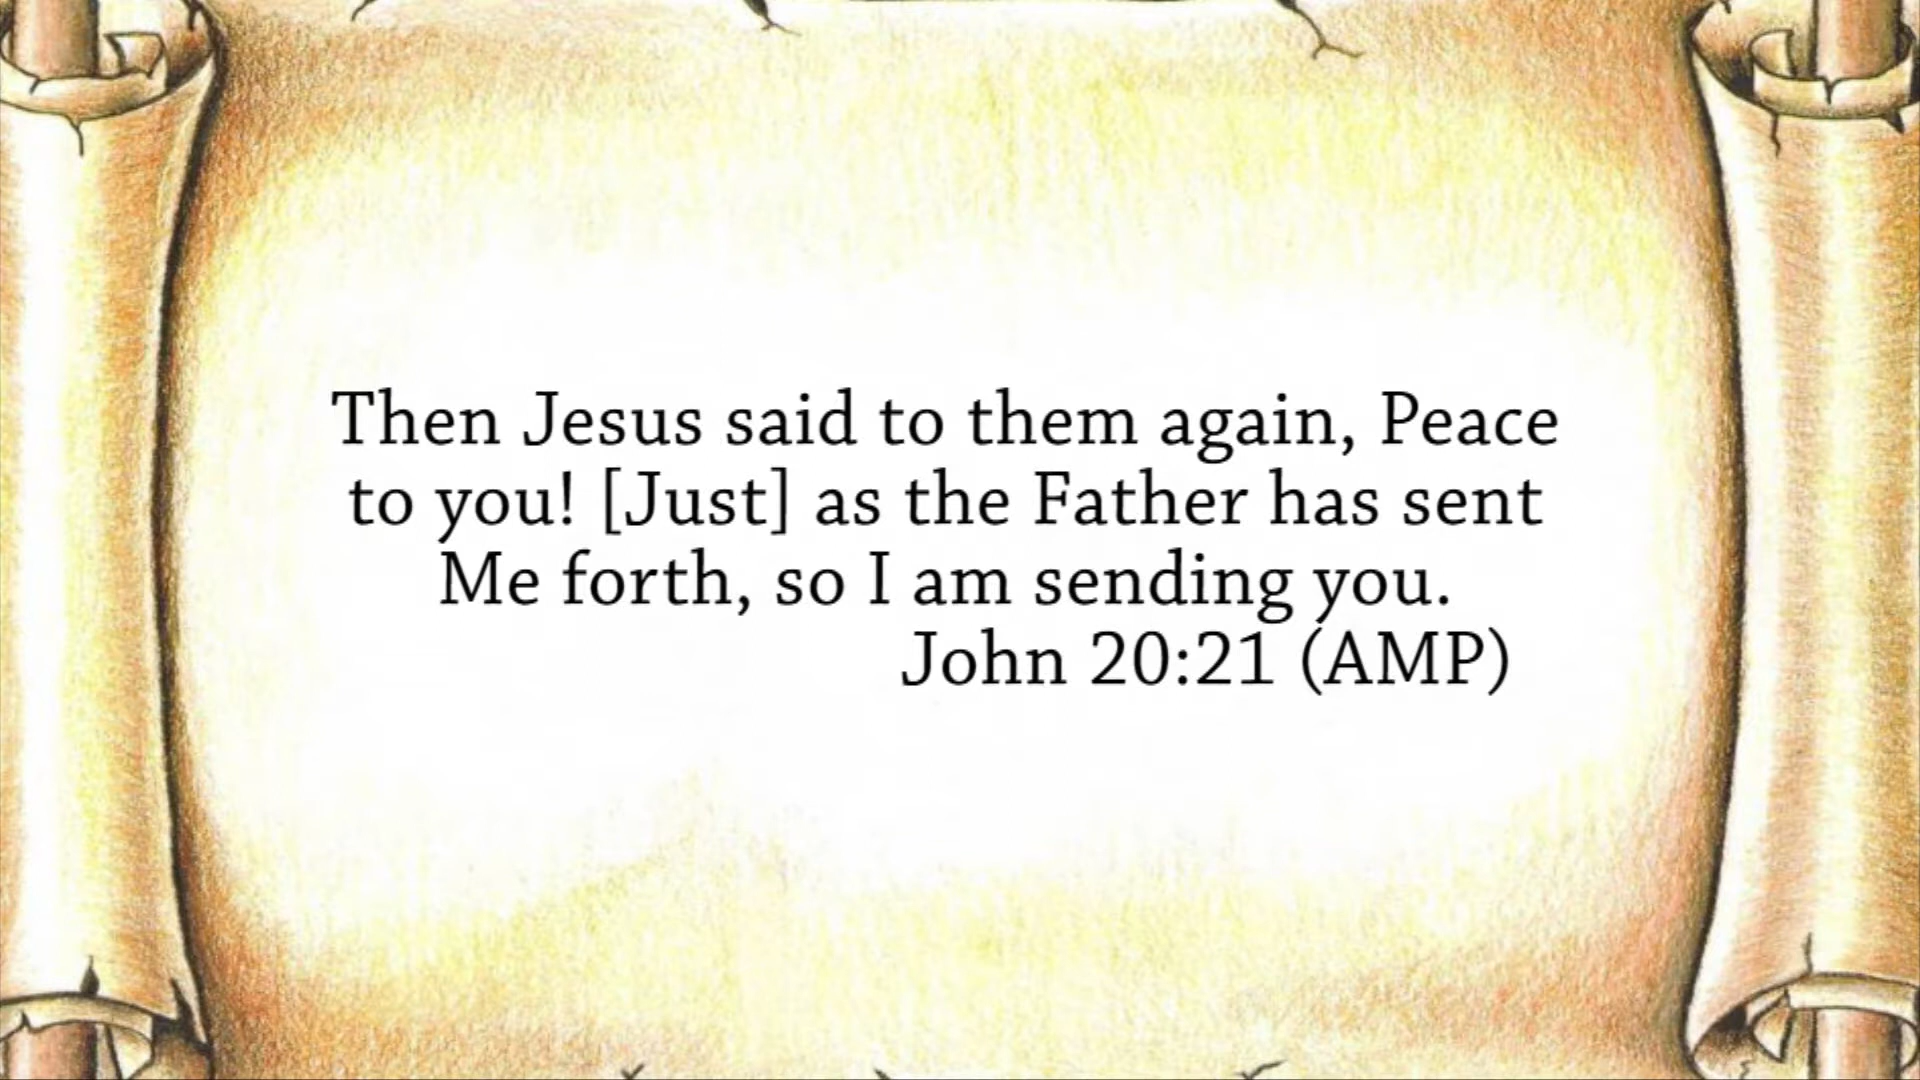 Then Jesus said to them again, Peace
to you! [Just] as the Father has sent
Me forth, so I am sending you.
John 20:21 (AMP)